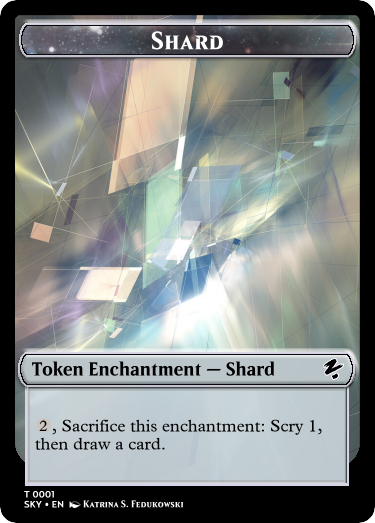 Shard
Token Enchantment — Shard
2, Sacrifice this enchantment: Scry 1,
then draw a card.
T 0001
SKY • EN Katrina S. Fedukowski